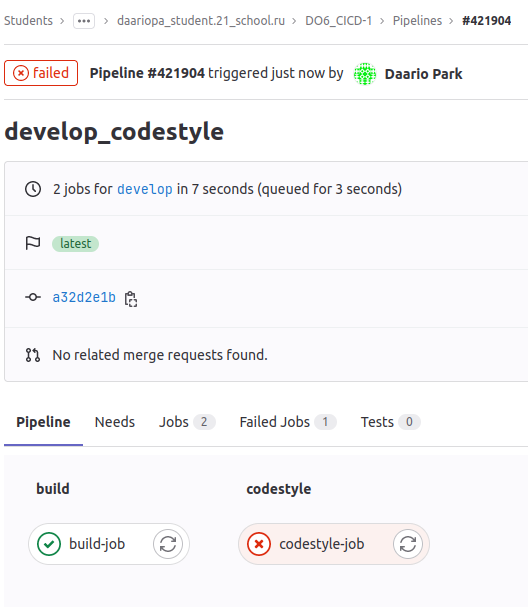 Students > ... > daariopa_student.21_school.ru > DO6_CICD-1 > Pipelines > #421904
failed Pipeline #421904 triggered just now by Daario Park
develop_codestyle
2 jobs for develop in 7 seconds (queued for 3 seconds)
latest
a32d2e1b
No related merge requests found.
Pipeline Needs Jobs 2 Failed Jobs 1 Tests 0
build codestyle
build-job codestyle-job